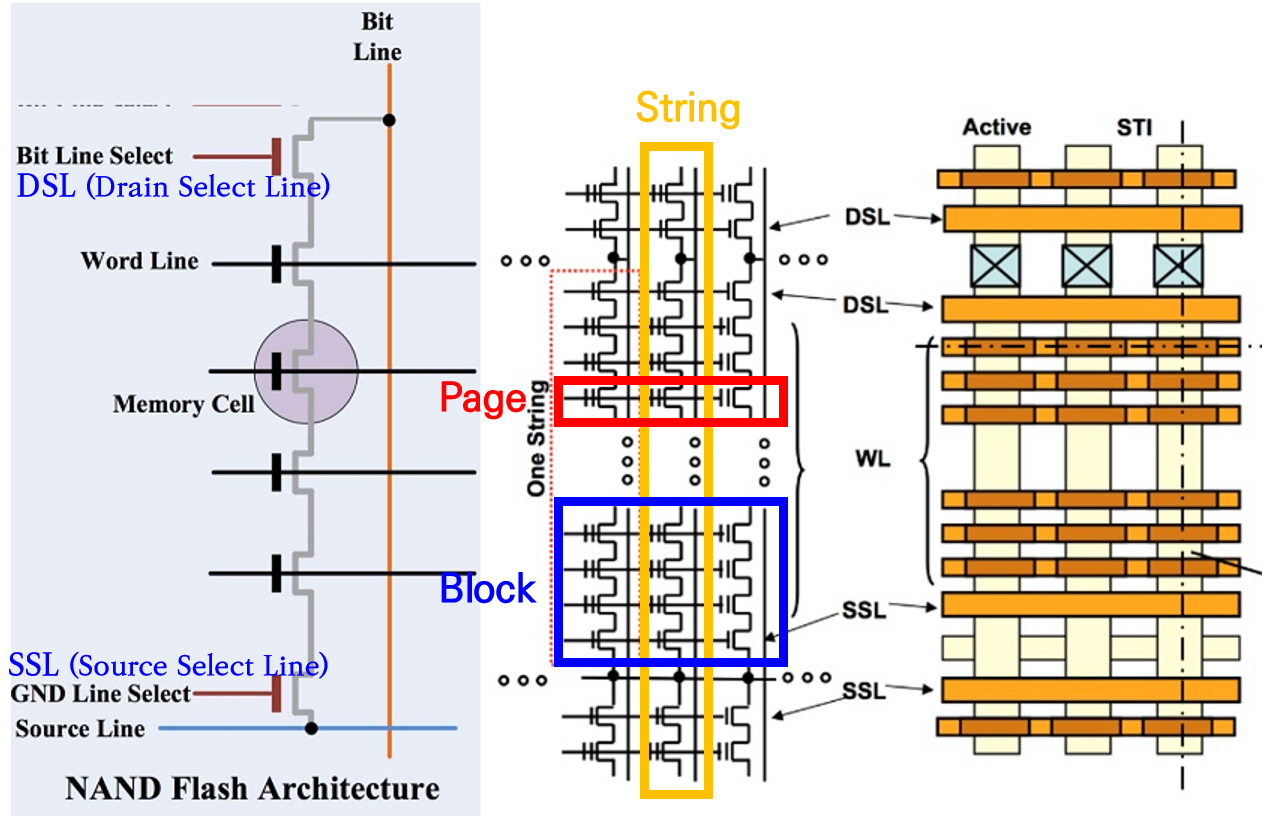 Bit
Line
Bit Line Select
DSL (Drain Select Line)
Word Line
Memory Cell
SSL (Source Select Line)
GND Line Select
Source Line
NAND Flash Architecture
String
Page
One String
Block
DSL
DSL
WL
SSL
SSL
Active
STI